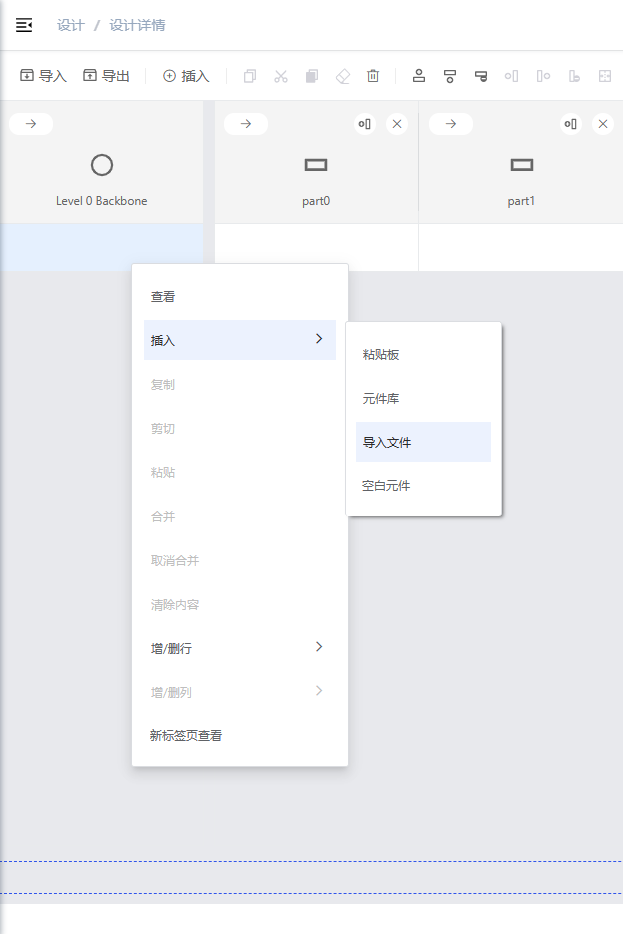 设计 / 设计详情
导入 导出 插入
Level 0 Backbone part0 part1
查看
插入
复制
剪切
粘贴
合并
取消合并
清除内容
增/删行
增/删列
新标签页查看
粘贴板
元件库
导入文件
空白元件